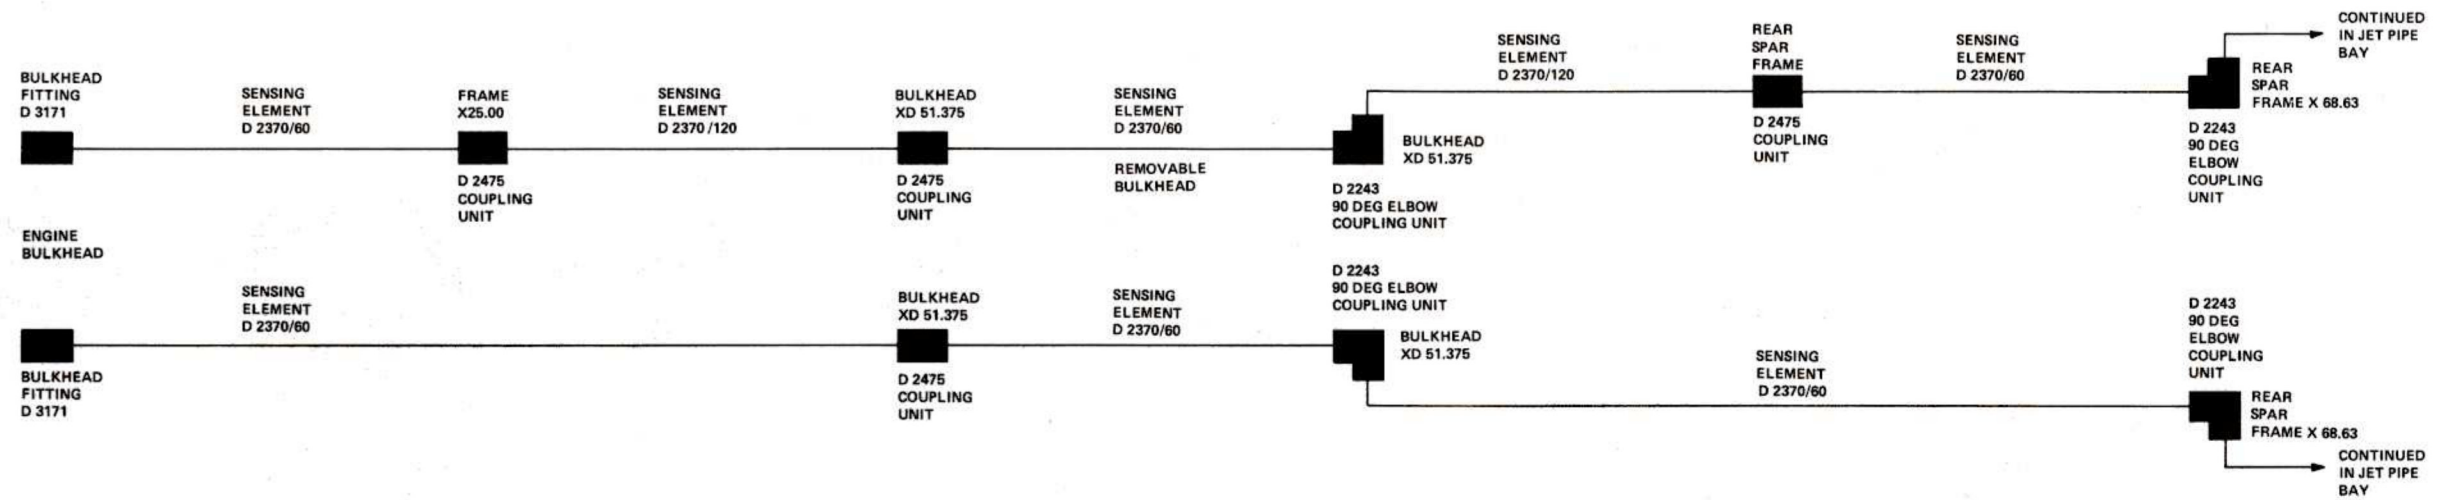 CONTINUED
IN JET PIPE
BAY
REAR
SPAR
FRAME
SENSING
ELEMENT
D 2370/120
SENSING
ELEMENT
D 2370/60
REAR
SPAR
FRAME X 68.63
BULKHEAD
FITTING
D 3171
SENSING
ELEMENT
D 2370/60
FRAME
X25.00
SENSING
ELEMENT
D 2370/120
BULKHEAD
XD 51.375
SENSING
ELEMENT
D 2370/60
D 2475
COUPLING
UNIT
D 2243
90 DEG
ELBOW
COUPLING
UNIT
BULKHEAD
XD 51.375
REMOVABLE
BULKHEAD
D 2475
COUPLING
UNIT
D 2475
COUPLING
UNIT
D 2243
90 DEG ELBOW
COUPLING UNIT
ENGINE
BULKHEAD
D 2243
90 DEG ELBOW
COUPLING UNIT
SENSING
ELEMENT
D 2370/60
BULKHEAD
XD 51.375
SENSING
ELEMENT
D 2370/60
D 2243
90 DEG
ELBOW
COUPLING
UNIT
BULKHEAD
XD 51.375
SENSING
ELEMENT
D 2370/60
BULKHEAD
FITTING
D 3171
D 2475
COUPLING
UNIT
REAR
SPAR
FRAME X 68.63
CONTINUED
IN JET PIPE
BAY